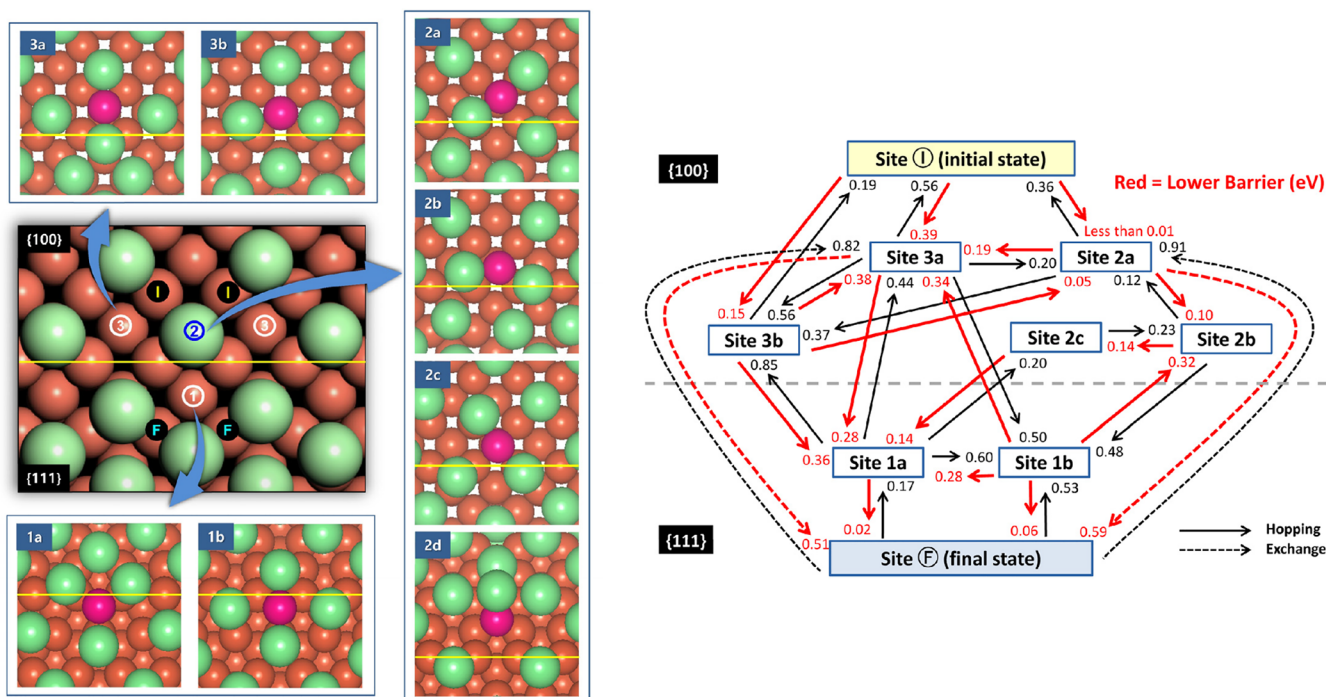 3a
3b
{100}
I
I
3
2
3
1
F
F
{111}
1a
1b
2a
2b
2c
2d
{100}
Site Ⓘ (initial state)
Red = Lower Barrier (eV)
0.19
0.56
0.36
0.39
Less than 0.01
0.82
Site 3a
0.19
Site 2a
0.91
0.38
0.44
0.34
0.20
0.05
0.12
0.15
0.56
0.10
Site 3b
0.37
Site 2c
0.23
Site 2b
0.14
0.85
0.20
0.32
0.28
0.14
0.50
0.36
Site 1a
0.60
Site 1b
0.48
0.17
0.28
0.53
{111}
0.51
0.02
0.06
0.59
Site Ⓕ (final state)
Hopping
Exchange